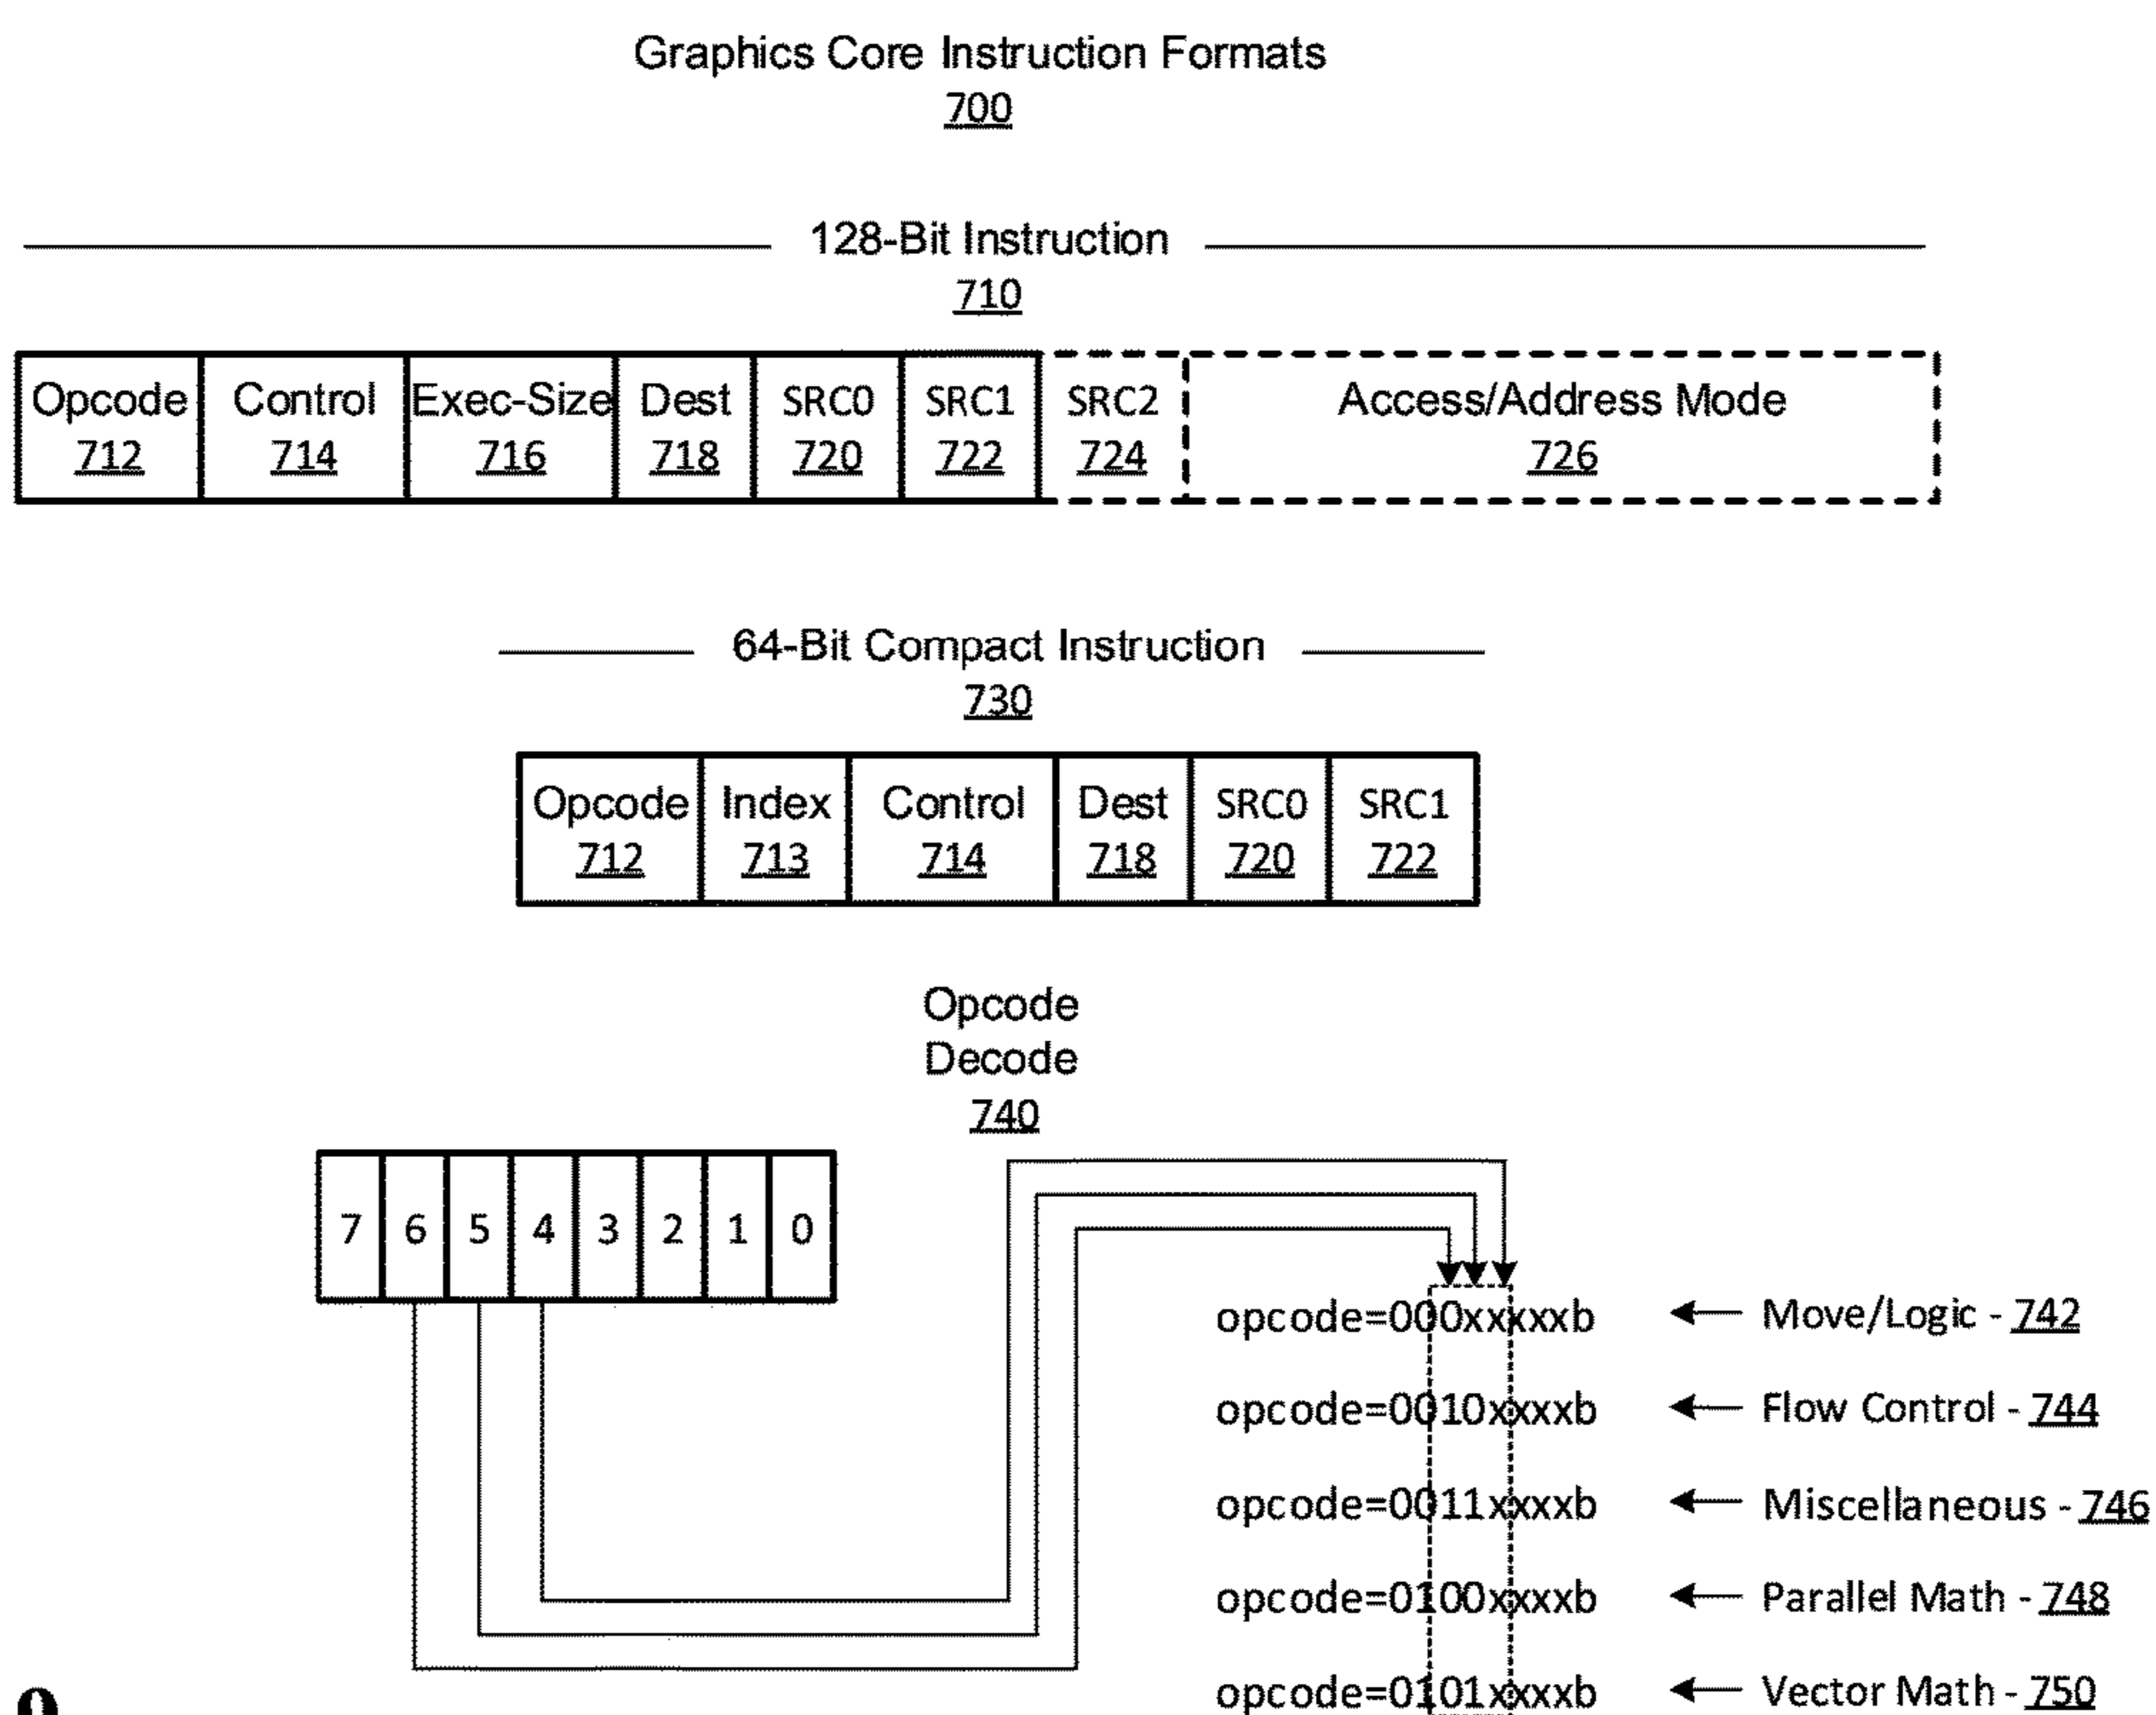 Graphics Core Instruction Formats
700
128-Bit Instruction
710
Opcode Control Exec-Size Dest SRC0 SRC1 SRC2 Access/Address Mode
712 714 716 718 720 722 724 726
64-Bit Compact Instruction
730
Opcode Index Control Dest SRC0 SRC1
712 713 714 718 720 722
Opcode
Decode
740
7 6 5 4 3 2 1 0
opcode=000xxxxxb Move/Logic - 742
opcode=0010xxxxb Flow Control - 744
opcode=0011xxxxb Miscellaneous - 746
opcode=0100xxxxb Parallel Math - 748
opcode=0101xxxxb Vector Math - 750